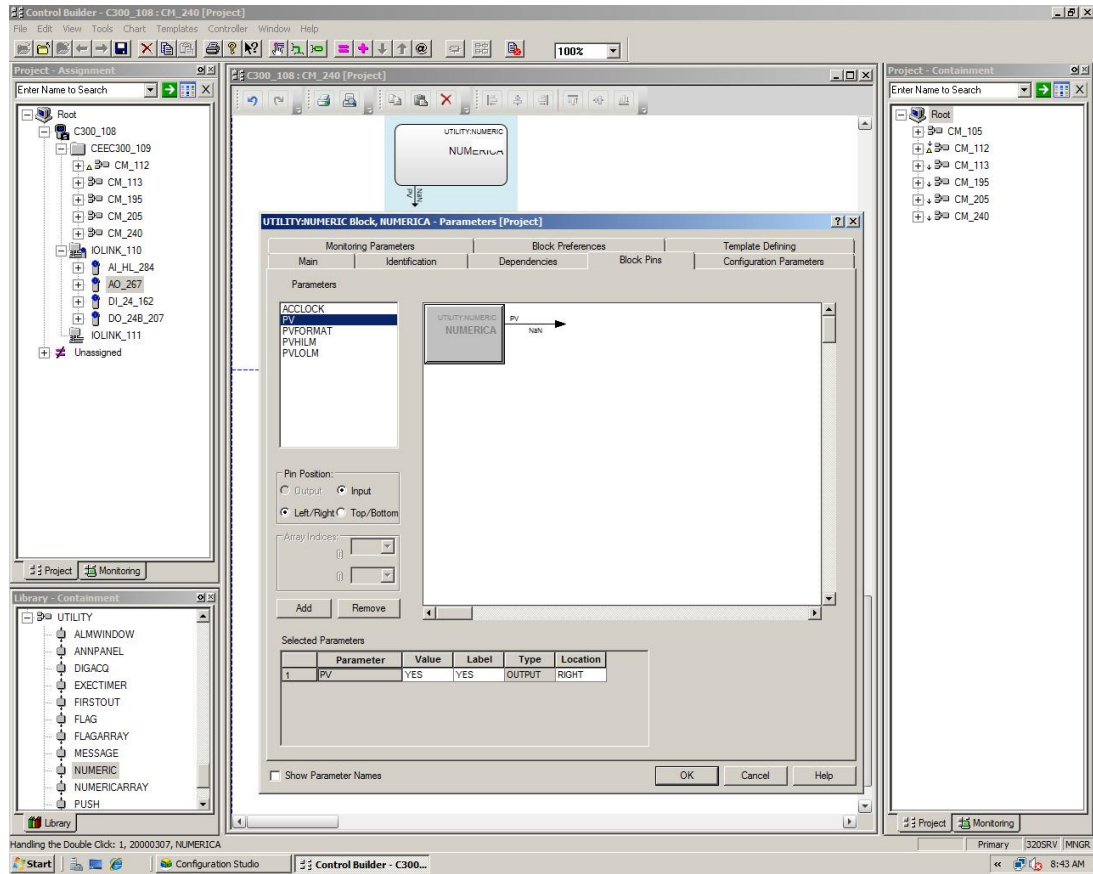 Control Builder - C300_108 : CM_240 [Project]
File Edit View Tools Chart Templates Controller Window Help
100%
Project - Assignment
Enter Name to Search
Root
C300_108
CEEC300_109
CM_112
CM_113
CM_195
CM_205
CM_240
IOLINK_110
AI_HL_284
AO_267
DI_24_162
DO_24B_207
IOLINK_111
Unassigned
Project Monitoring
Library - Containment
UTILITY
ALMWINDOW
ANNPANEL
DIGACQ
EXECTIMER
FIRSTOUT
FLAG
FLAGARRAY
MESSAGE
NUMERIC
NUMERICARRAY
PUSH
Library
C300_108 : CM_240 [Project]
UTILITY:NUMERIC
NUMERICA
PV
NaN
UTILITY:NUMERIC Block, NUMERICA - Parameters [Project]
Monitoring Parameters Block Preferences Template Defining
Main Identification Dependencies Block Pins Configuration Parameters
Parameters
ACCLOCK
PV
PVFORMAT
PVHILM
PVLOLM
UTILITY:NUMERIC
NUMERICA
PV
NaN
Pin Position:
Output Input
Left/Right Top/Bottom
Array Indices:
(i)
(j)
Add Remove
Selected Parameters
Parameter Value Label Type Location
1 PV YES YES OUTPUT RIGHT
Show Parameter Names
OK Cancel Help
Project - Containment
Enter Name to Search
Root
CM_105
CM_112
CM_113
CM_195
CM_205
CM_240
Project Monitoring
Handling the Double Click: 1, 20000307, NUMERICA
Primary 320SRV MNGR
Start Configuration Studio Control Builder - C300... 8:43 AM